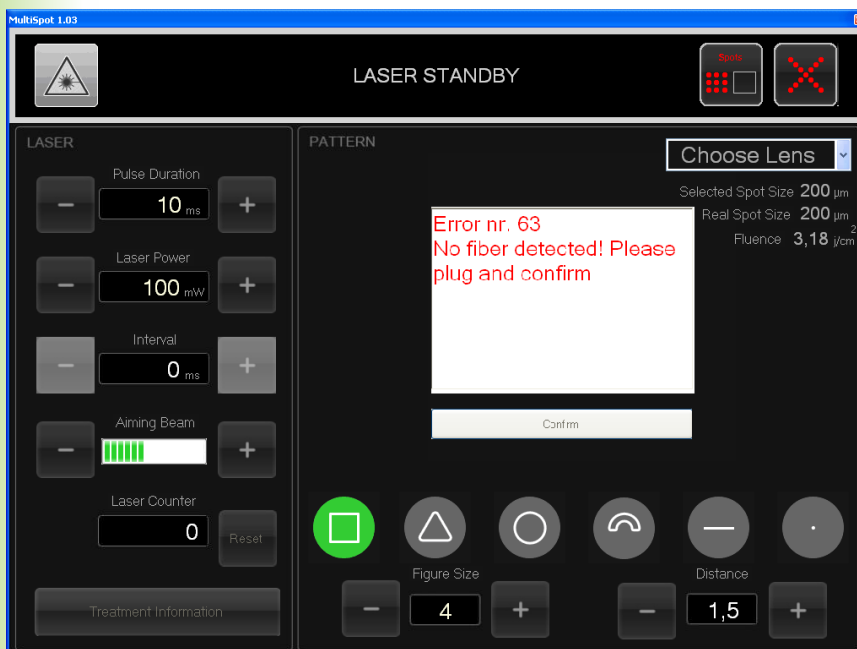 MultiSpot 1.03
LASER STANDBY
Spots
LASER
Pulse Duration
− 10 ms +
Laser Power
− 100 mW +
Interval
− 0 ms +
Aiming Beam
− +
Laser Counter
0 Reset
Treatment Information
PATTERN
Choose Lens
Selected Spot Size 200 µm
Real Spot Size 200 µm
Fluence 3,18 j/cm²
Error nr. 63
No fiber detected! Please
plug and confirm
Confirm
Figure Size
− 4 +
Distance
− 1,5 +